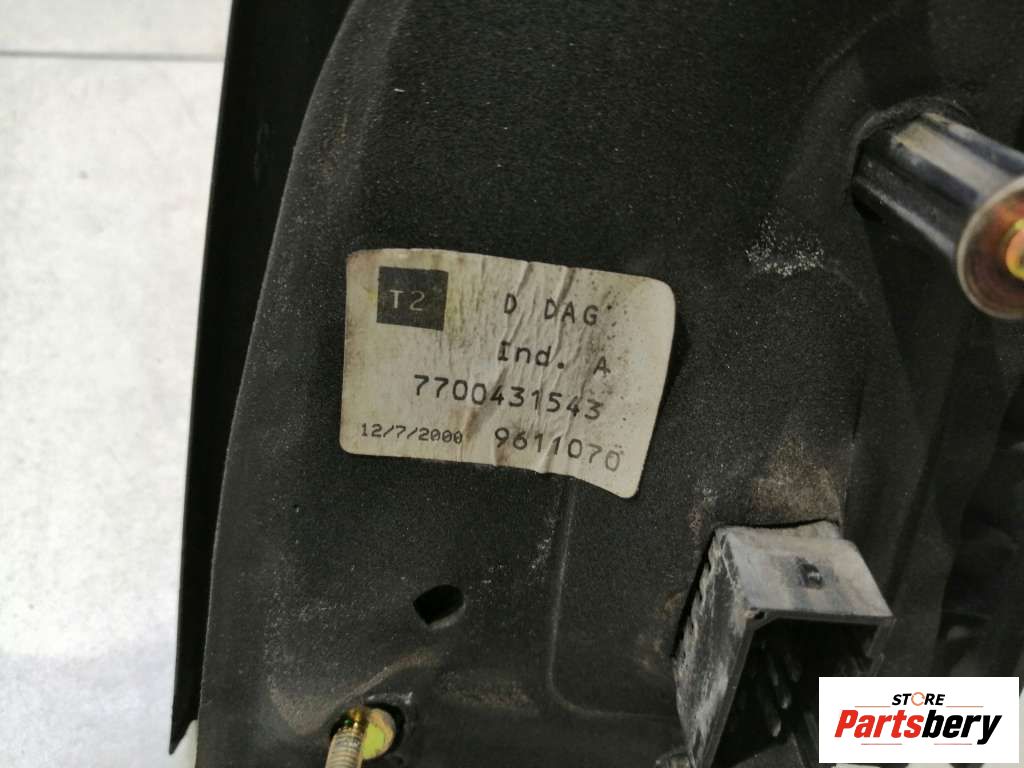 T2 D DAG
Ind. A
7700431543
12/7/2000 9611070
STORE
Partsbery